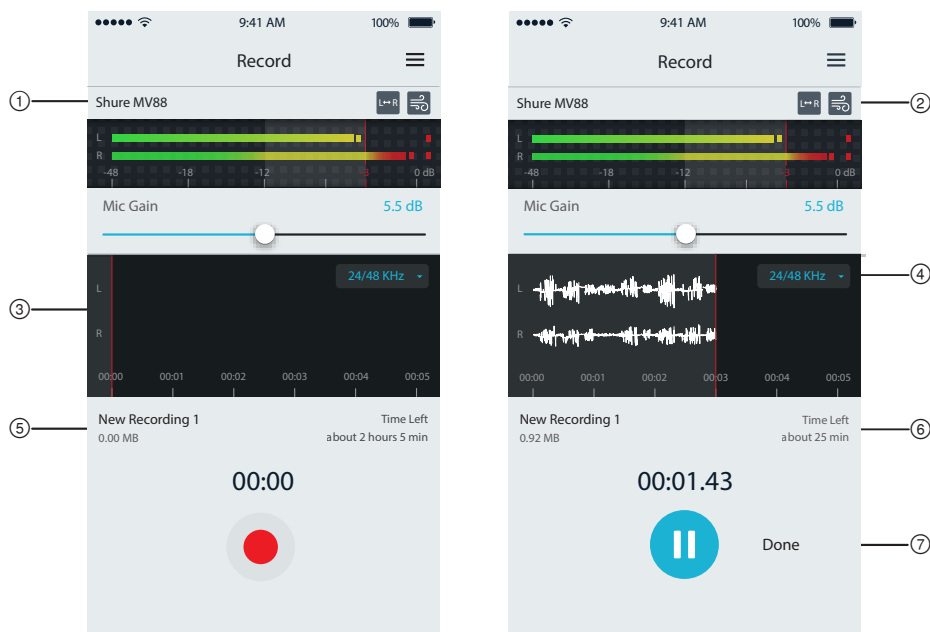 9:41 AM 100%
Record
① Shure MV88 L↔R
L
R
-48 -18 -12 -3 0 dB
Mic Gain 5.5 dB
24/48 KHz
③
L
R
00:00 00:01 00:02 00:03 00:04 00:05
⑤ New Recording 1 Time Left
0.00 MB about 2 hours 5 min
00:00
9:41 AM 100%
Record
Shure MV88 L↔R ②
L
R
-48 -18 -12 -3 0 dB
Mic Gain 5.5 dB
24/48 KHz ④
L
R
00:00 00:01 00:02 00:03 00:04 00:05
New Recording 1 Time Left ⑥
0.92 MB about 25 min
00:01.43
Done ⑦